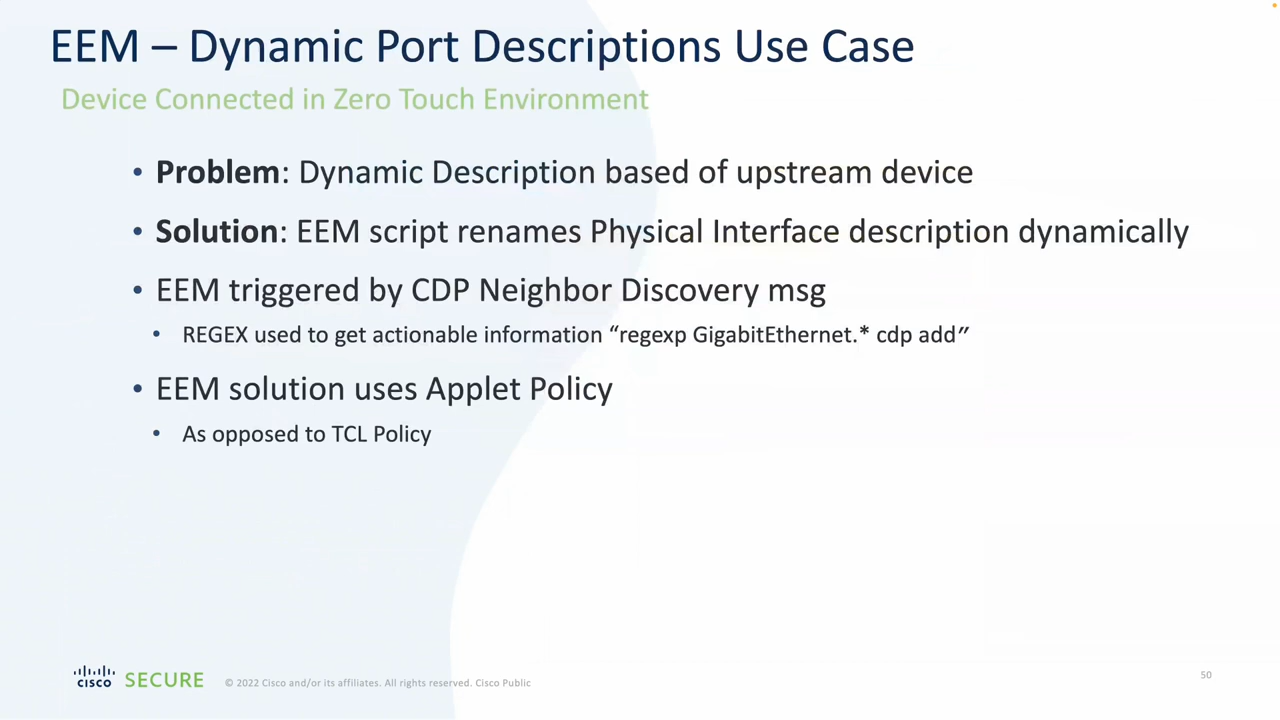 EEM – Dynamic Port Descriptions Use Case
Device Connected in Zero Touch Environment
• Problem: Dynamic Description based of upstream device
• Solution: EEM script renames Physical Interface description dynamically
• EEM triggered by CDP Neighbor Discovery msg
• REGEX used to get actionable information “regexp GigabitEthernet.* cdp add”
• EEM solution uses Applet Policy
• As opposed to TCL Policy
CISCO SECURE © 2022 Cisco and/or its affiliates. All rights reserved. Cisco Public
50